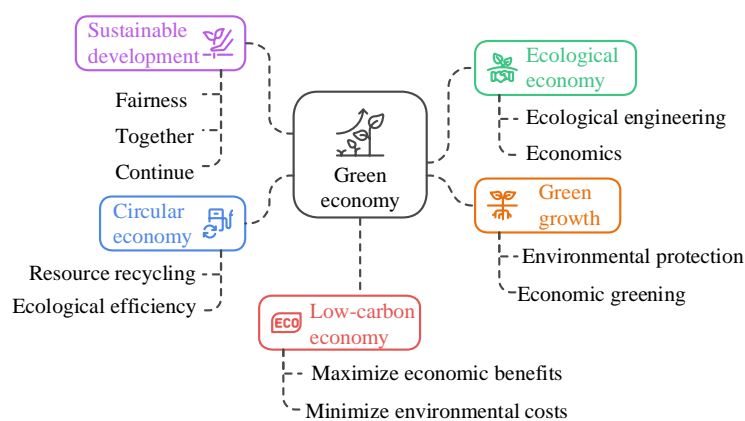 Sustainable
development
Fairness
Together
Continue
Circular
economy
Resource recycling
Ecological efficiency
Green
economy
Ecological
economy
Ecological engineering
Economics
Green
growth
Environmental protection
Economic greening
ECO
Low-carbon
economy
Maximize economic benefits
Minimize environmental costs